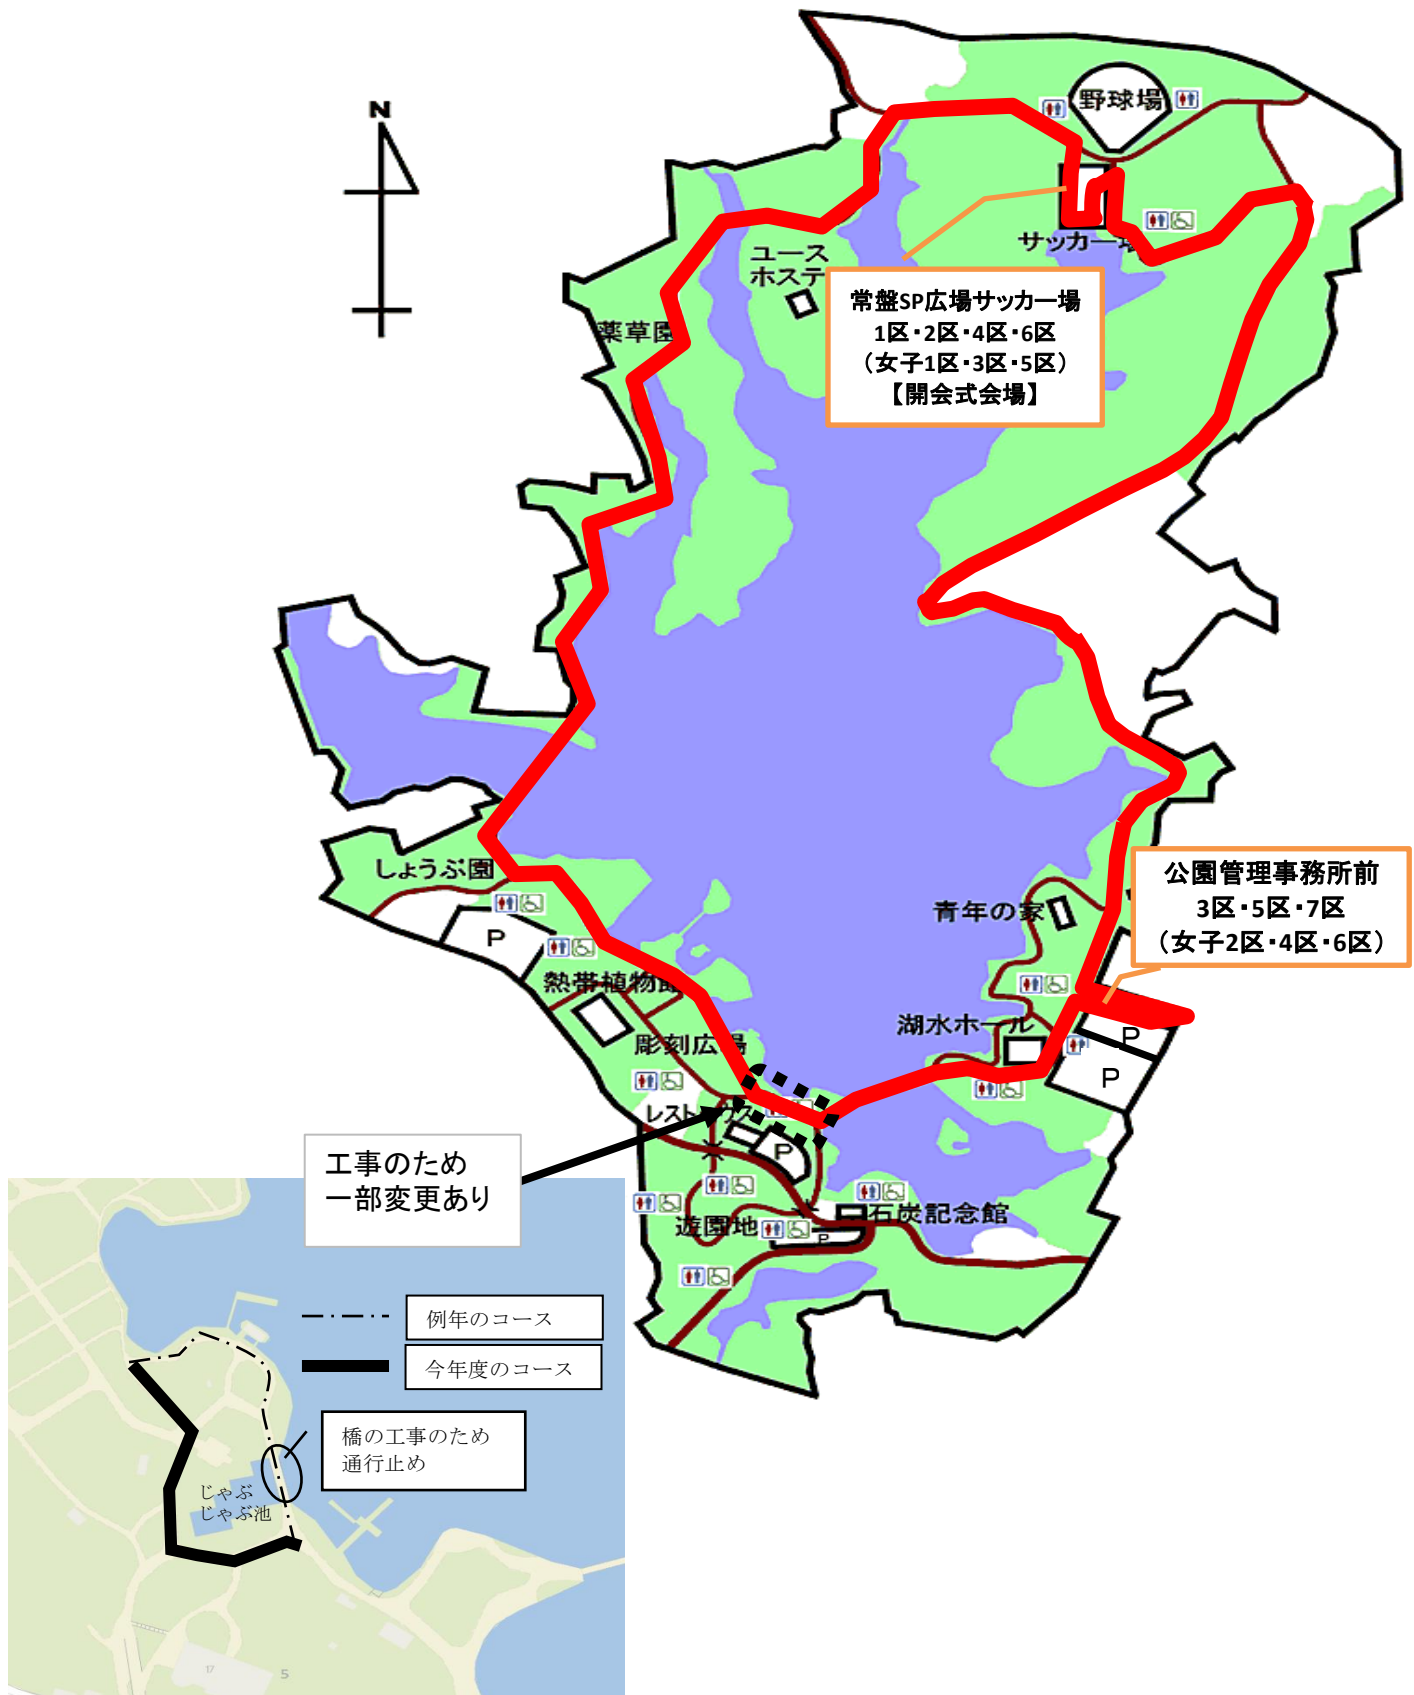 N
野球場
サッカー場
ユース
ホステ
常盤SP広場サッカー場
1区・2区・4区・6区
（女子1区・3区・5区）
【開会式会場】
薬草園
しょうぶ園
P
熱帯植物館
彫刻広場
青年の家
公園管理事務所前
3区・5区・7区
（女子2区・4区・6区）
湖水ホール
P
P
レスト ウス
P
工事のため
一部変更あり
石炭記念館
遊園地
P
例年のコース
今年度のコース
橋の工事のため
通行止め
じゃぶ
じゃぶ池
17
5